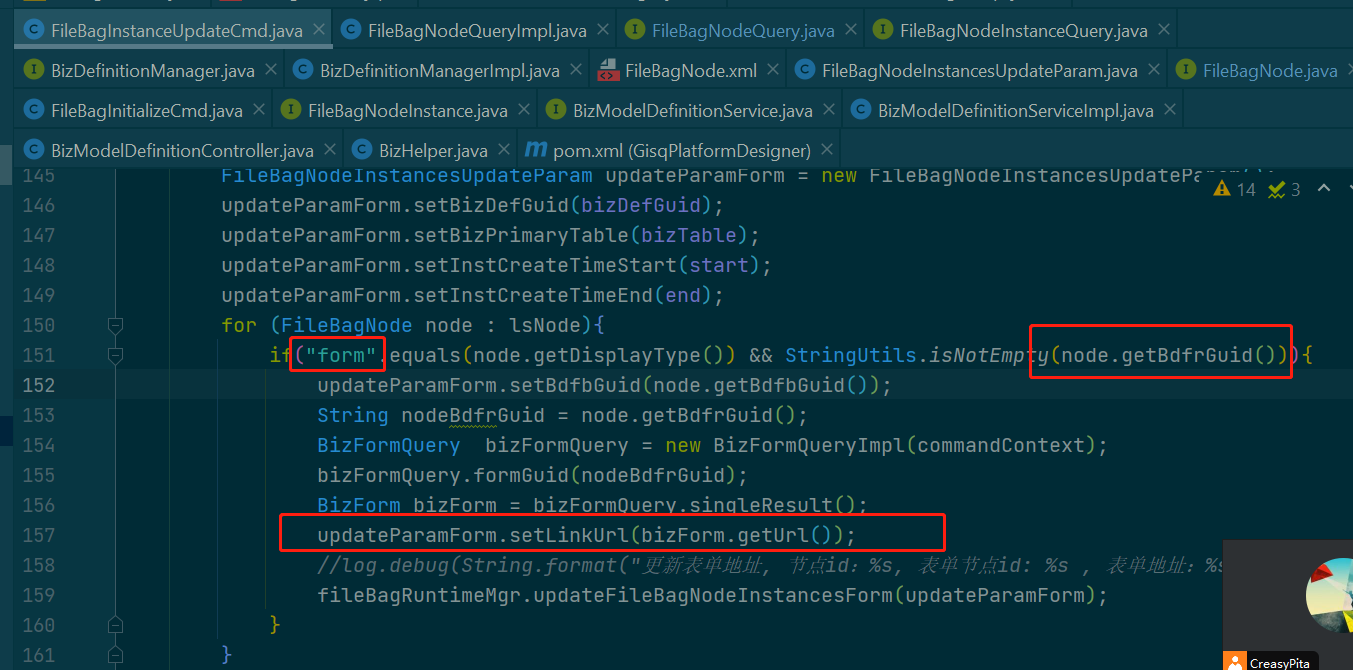 FileBagInstanceUpdateCmd.java FileBagNodeQueryImpl.java FileBagNodeQuery.java FileBagNodeInstanceQuery.java
BizDefinitionManager.java BizDefinitionManagerImpl.java FileBagNode.xml FileBagNodeInstancesUpdateParam.java FileBagNode.java
FileBagInitializeCmd.java FileBagNodeInstance.java BizModelDefinitionService.java BizModelDefinitionServiceImpl.java
BizModelDefinitionController.java BizHelper.java pom.xml (GisqPlatformDesigner)
145 FileBagNodeInstancesUpdateParam updateParamForm = new FileBagNodeInstancesUpdateParam();
14 3
146 updateParamForm.setBizDefGuid(bizDefGuid);
147 updateParamForm.setBizPrimaryTable(bizTable);
148 updateParamForm.setInstCreateTimeStart(start);
149 updateParamForm.setInstCreateTimeEnd(end);
150 for (FileBagNode node : lsNode){
151 if("form".equals(node.getDisplayType()) && StringUtils.isNotEmpty(node.getBdfrGuid())){
152 updateParamForm.setBdfbGuid(node.getBdfbGuid());
153 String nodeBdfrGuid = node.getBdfrGuid();
154 BizFormQuery bizFormQuery = new BizFormQueryImpl(commandContext);
155 bizFormQuery.formGuid(nodeBdfrGuid);
156 BizForm bizForm = bizFormQuery.singleResult();
157 updateParamForm.setLinkUrl(bizForm.getUrl());
158 //log.debug(String.format("更新表单地址, 节点id：%s, 表单节点id: %s , 表单地址：%s
159 fileBagRuntimeMgr.updateFileBagNodeInstancesForm(updateParamForm);
160 }
161 }
CreasyPita